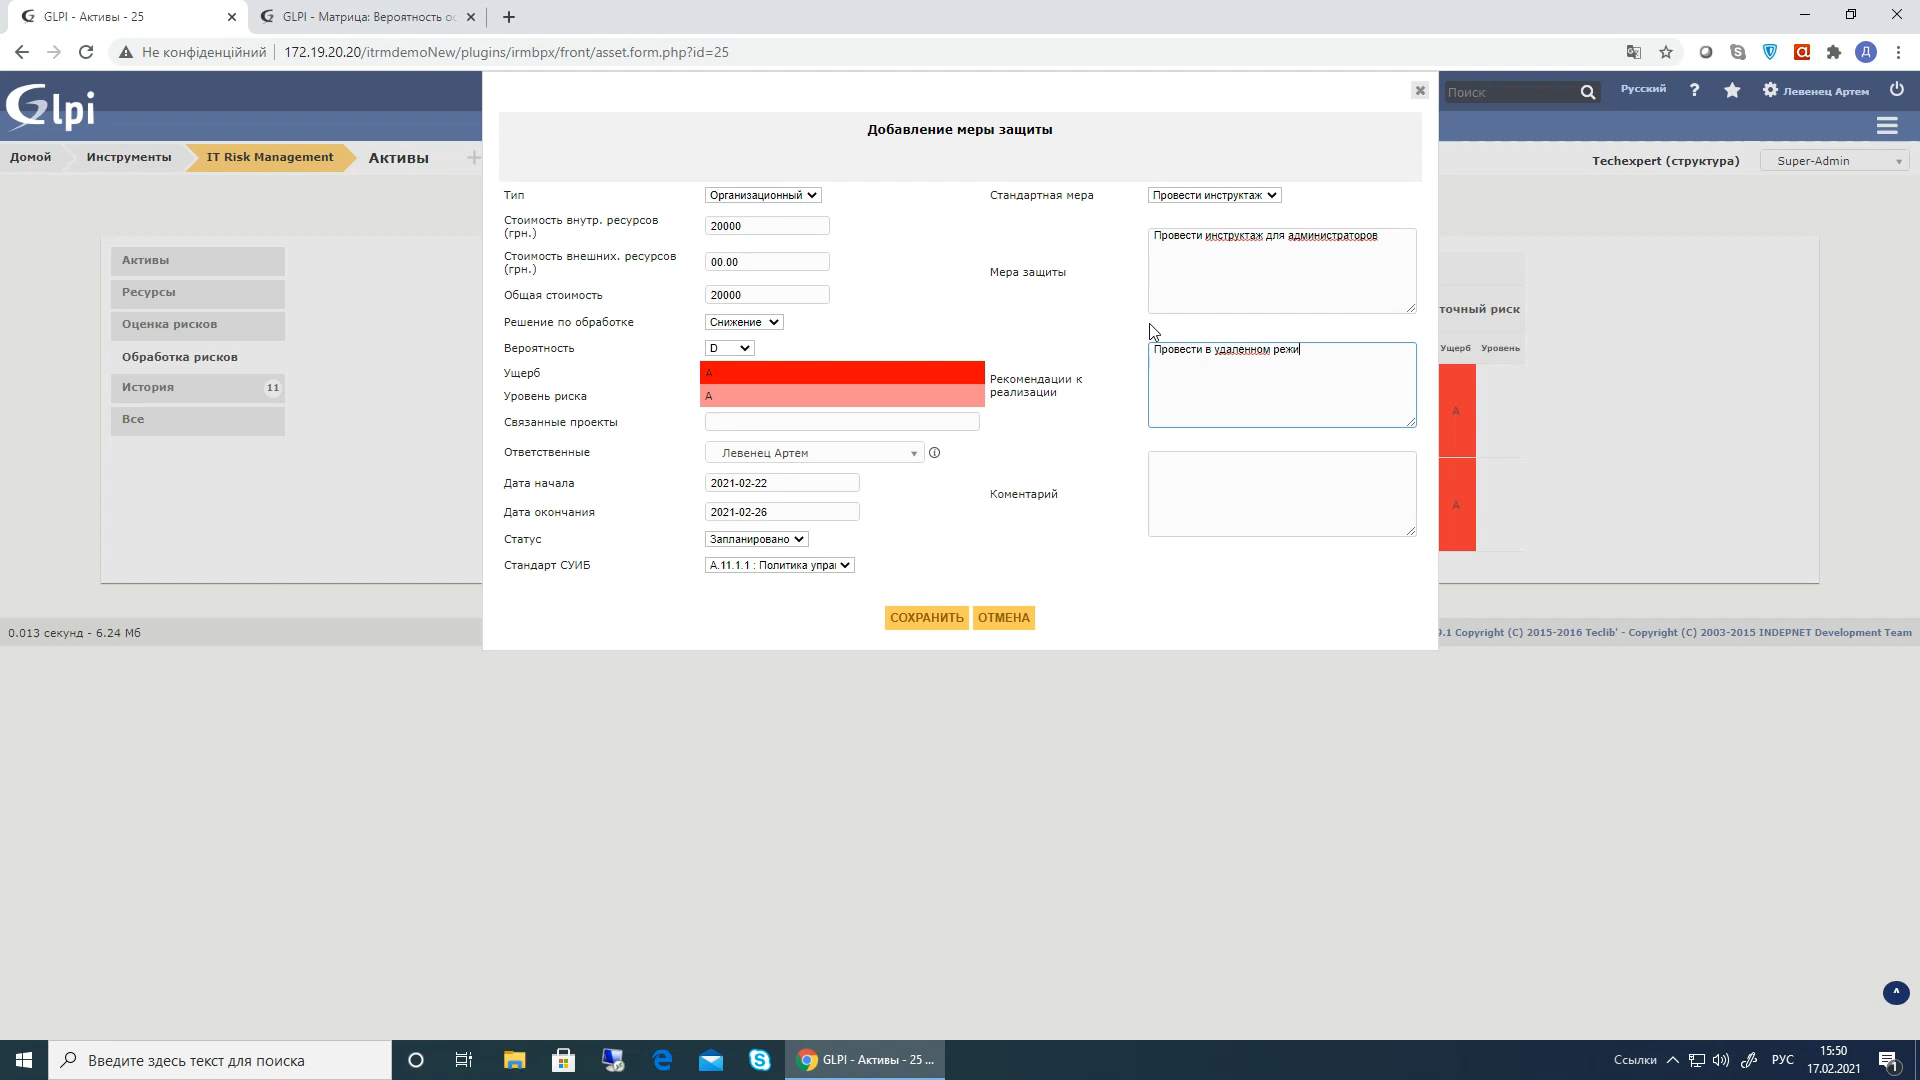 GLPI - Активы - 25
GLPI - Матрица: Вероятность ос
Не конфіденційний
172.19.20.20/itrmdemoNew/plugins/irmbpx/front/asset.form.php?id=25
Д
Glpi
Поиск
Русский
?
Левенец Артем
Домой
Инструменты
IT Risk Management
Активы
Techexpert (структура)
Super-Admin
Активы
Ресурсы
Оценка рисков
Обработка рисков
История
11
Все
Добавление меры защиты
Тип
Организационный
Стоимость внутр. ресурсов
(грн.)
20000
Стоимость внешних. ресурсов
(грн.)
00.00
Общая стоимость
20000
Решение по обработке
Снижение
Вероятность
D
Ущерб
A
Уровень риска
A
Связанные проекты
Ответственные
Левенец Артем
Дата начала
2021-02-22
Дата окончания
2021-02-26
Статус
Запланировано
Стандарт СУИБ
A.11.1.1 : Политика упра
Стандартная мера
Провести инструктаж
Мера защиты
Провести инструктаж для администраторов
Рекомендации к
реализации
Провести в удаленном режи
Коментарий
СОХРАНИТЬ
ОТМЕНА
точный риск
Ущерб
Уровень
A
A
0.013 секунд - 6.24 Мб
.1 Copyright (C) 2015-2016 Teclib' - Copyright (C) 2003-2015 INDEPNET Development Team
Введите здесь текст для поиска
GLPI - Активы - 25 ...
Ссылки
РУС
15:50
17.02.2021
1